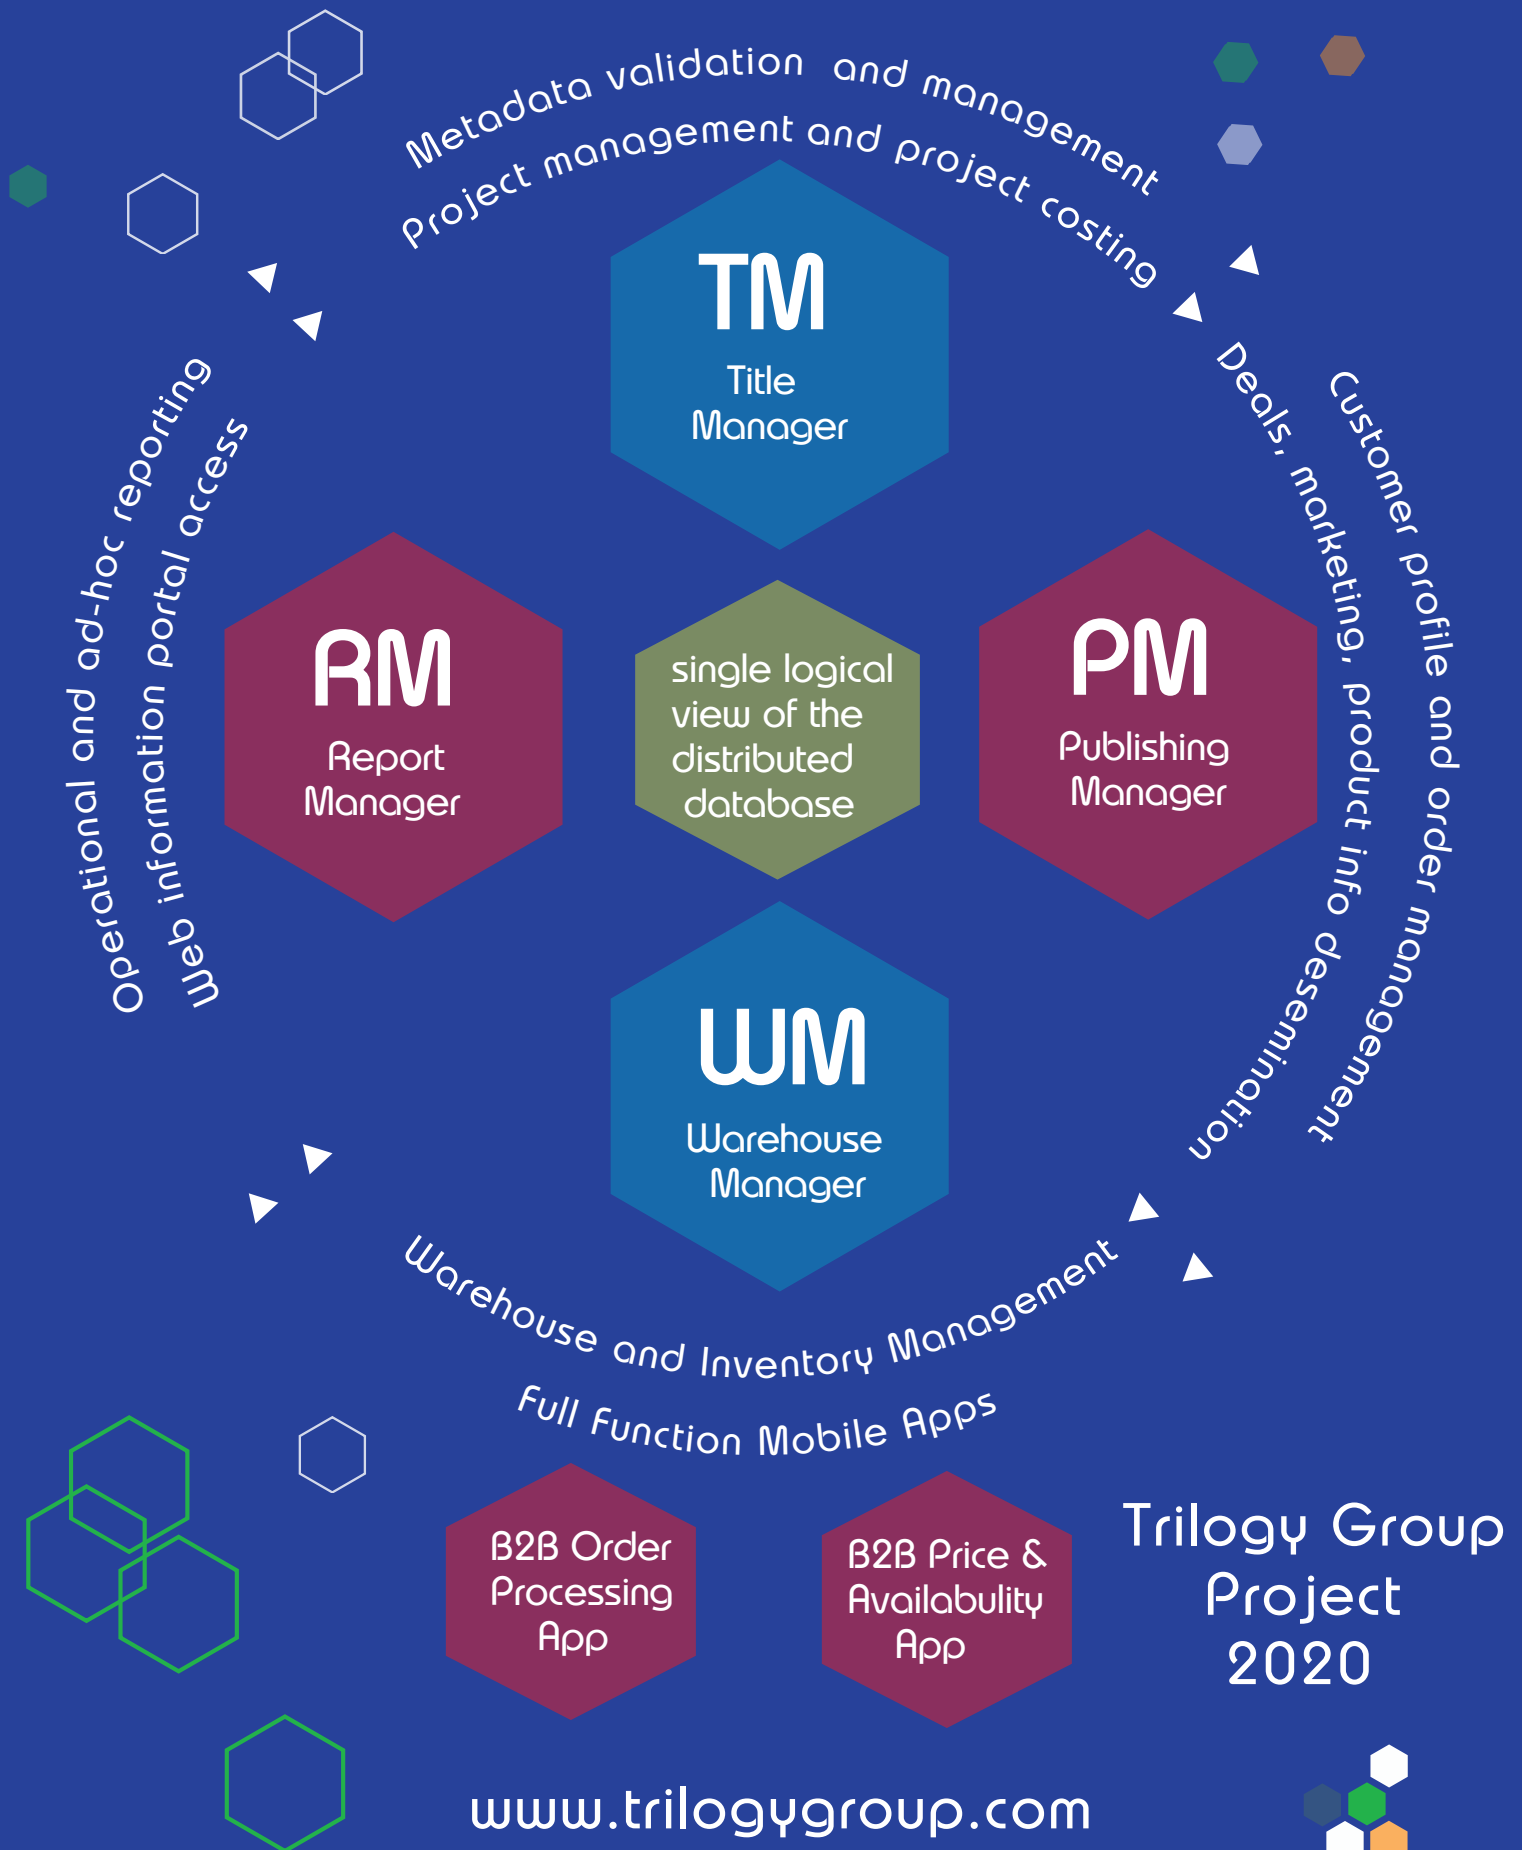 Metadata validation and management
Project management and project costing
TM
Title
Manager
Operational and ad-hoc reporting
Web information portal access
Deals, marketing, product info desemination
Customer profile and order management
RM
Report
Manager
single logical
view of the
distributed
database
PM
Publishing
Manager
WM
Warehouse
Manager
Warehouse and Inventory Management
Full Function Mobile Apps
B2B Order
Processing
App
B2B Price &
Availabulity
App
Trilogy Group
Project
2020
www.trilogygroup.com